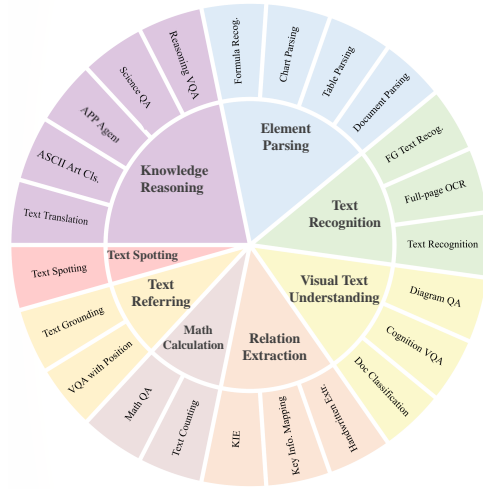 Formula Recog.
Chart Parsing
Table Parsing
Document Parsing
Element
Parsing
FG Text Recog.
Full-page OCR
Text Recognition
Text
Recognition
Diagram QA
Cognition VQA
Doc Classification
Visual Text
Understanding
Handwritten Extr.
Key Info. Mapping
KIE
Relation
Extraction
Text Counting
Math QA
Math
Calculation
VQA with Position
Text Grounding
Text
Referring
Text Spotting
Text Spotting
Text Translation
ASCII Art Cls.
APP Agent
Science QA
Reasoning VQA
Knowledge
Reasoning